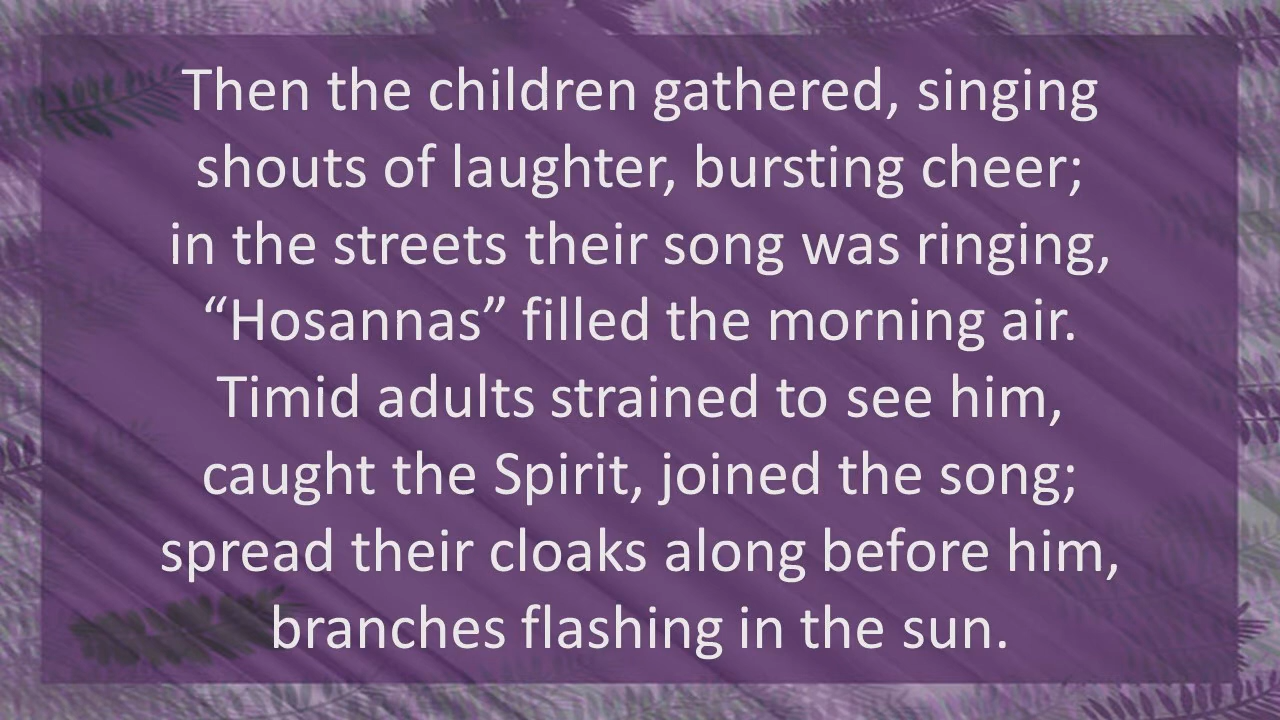 Then the children gathered, singing
shouts of laughter, bursting cheer;
in the streets their song was ringing,
“Hosannas” filled the morning air.
Timid adults strained to see him,
caught the Spirit, joined the song;
spread their cloaks along before him,
branches flashing in the sun.